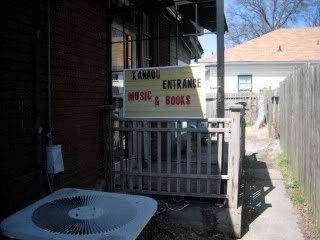 XANADU
ENTRANCE
MUSIC & BOOKS